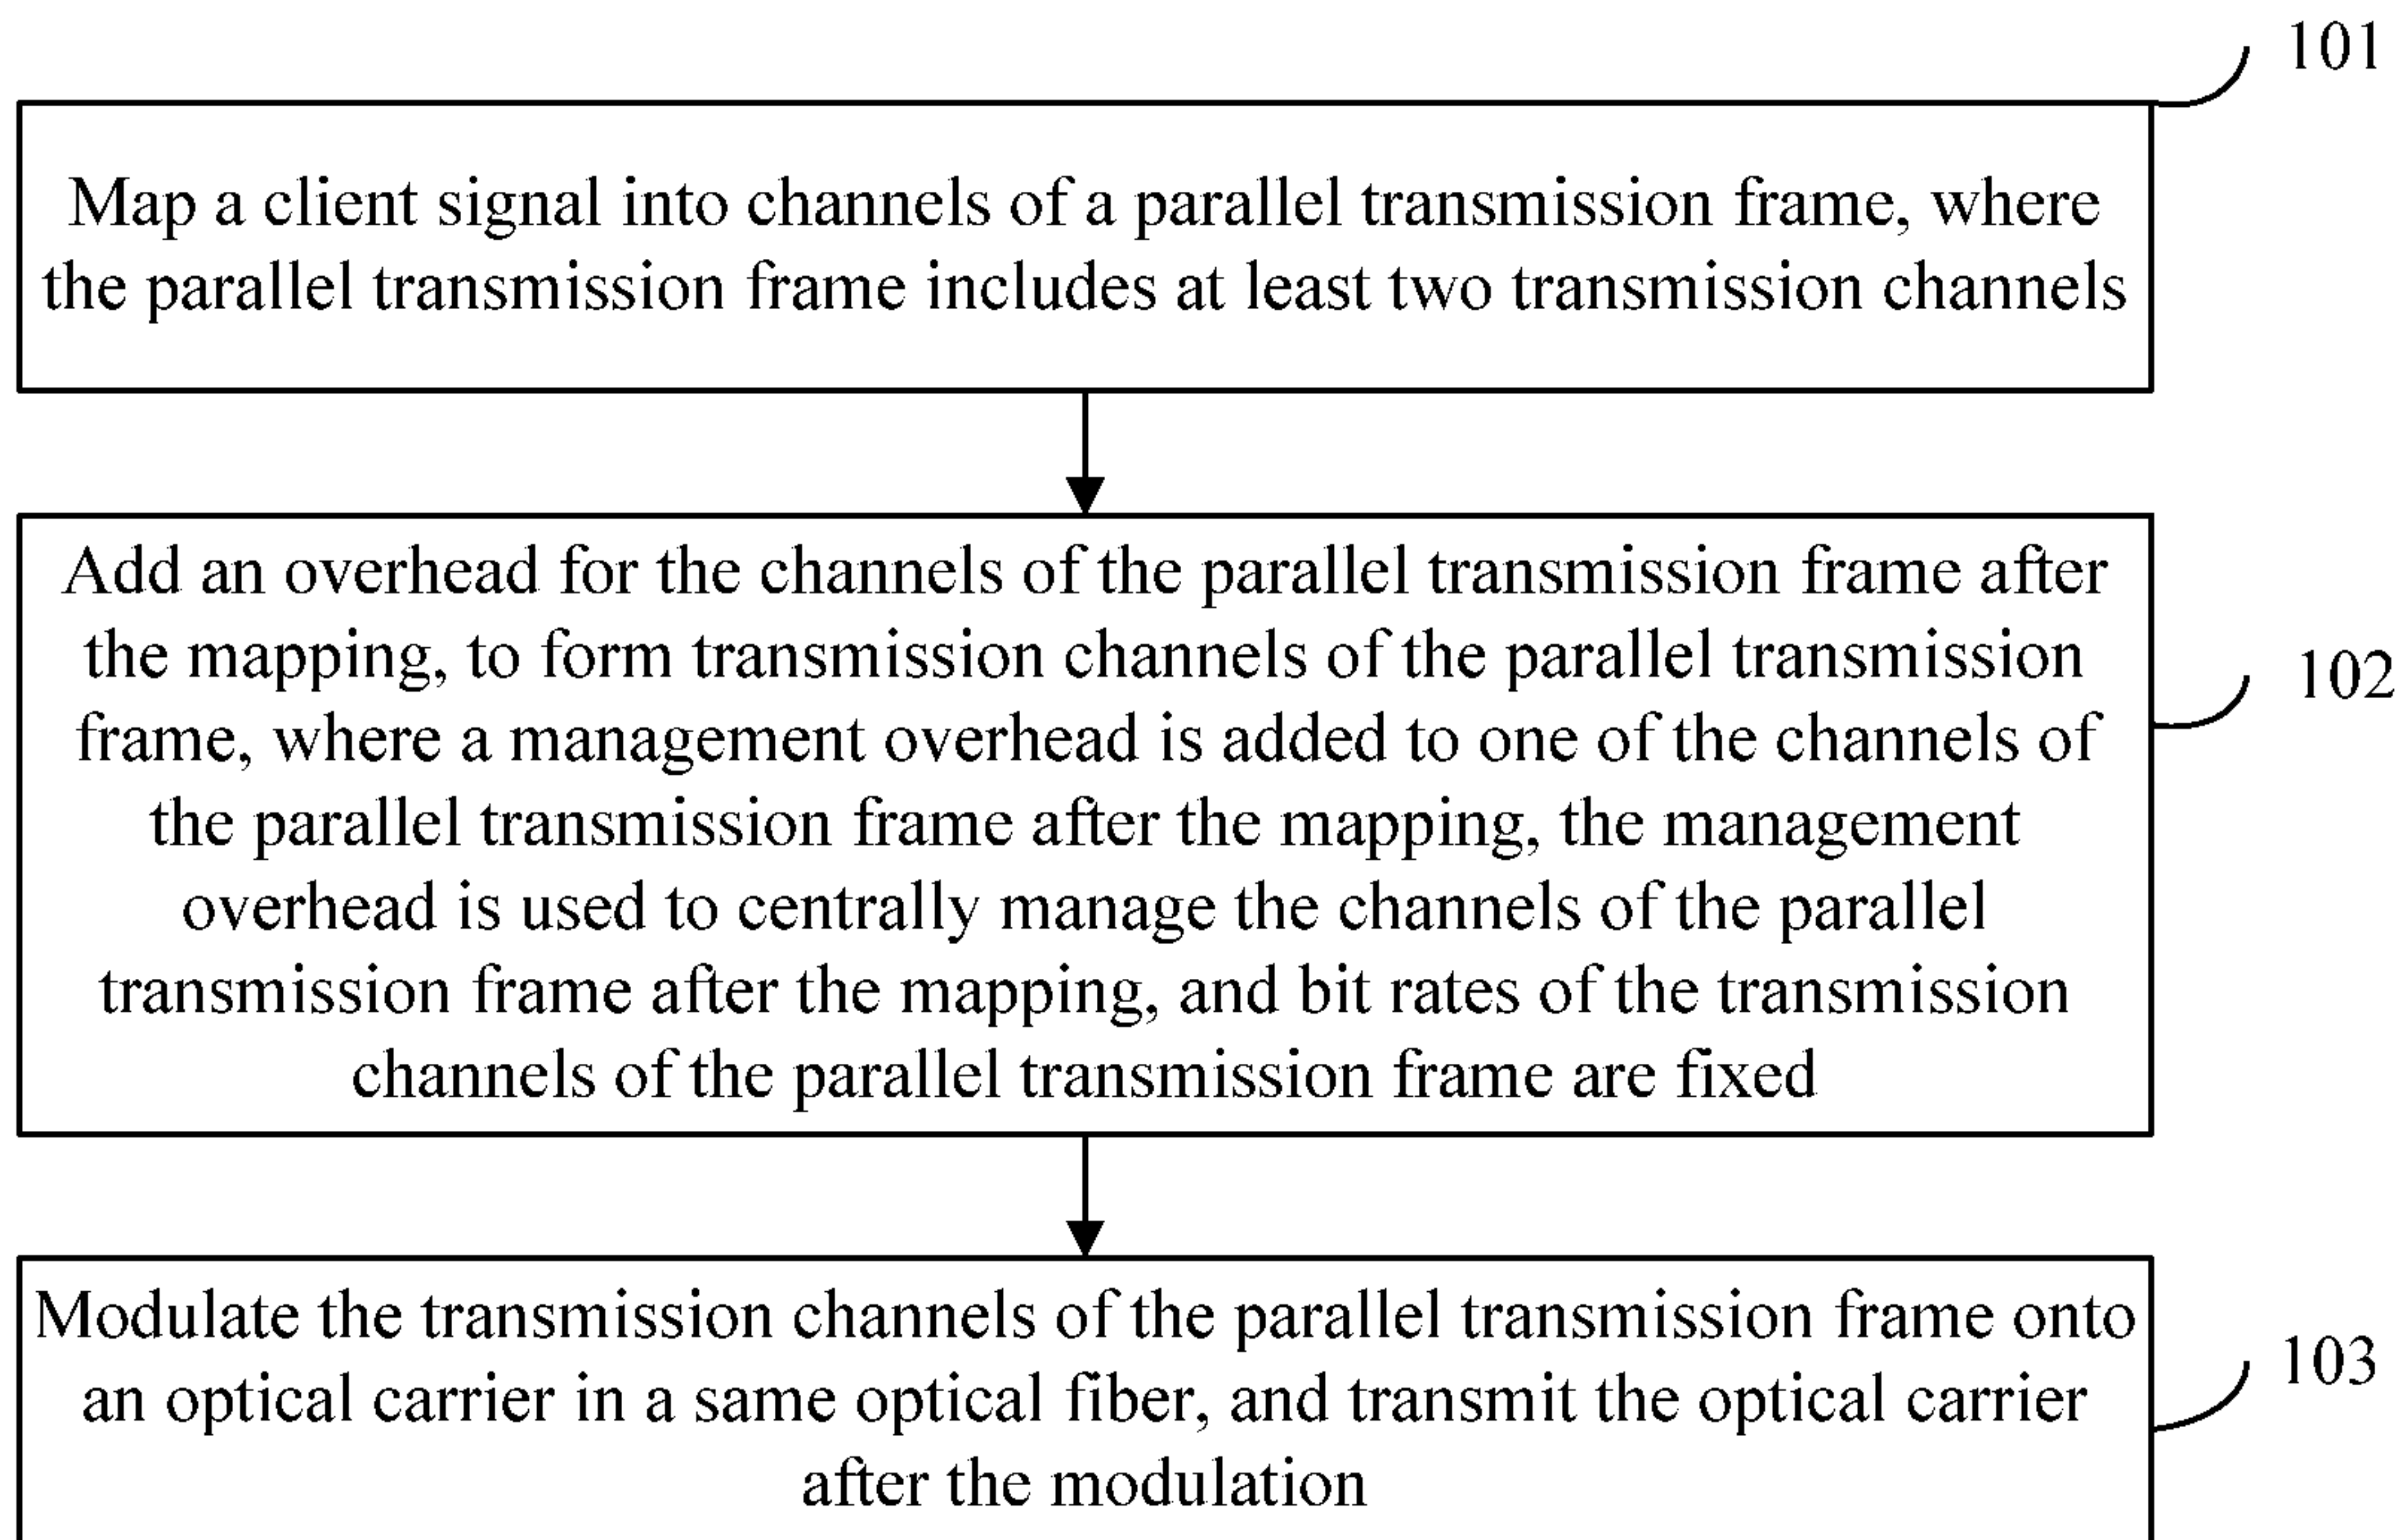 101
Map a client signal into channels of a parallel transmission frame, where
the parallel transmission frame includes at least two transmission channels
Add an overhead for the channels of the parallel transmission frame after
the mapping, to form transmission channels of the parallel transmission
frame, where a management overhead is added to one of the channels of
the parallel transmission frame after the mapping, the management
overhead is used to centrally manage the channels of the parallel
transmission frame after the mapping, and bit rates of the transmission
channels of the parallel transmission frame are fixed
102
Modulate the transmission channels of the parallel transmission frame onto
an optical carrier in a same optical fiber, and transmit the optical carrier
after the modulation
103